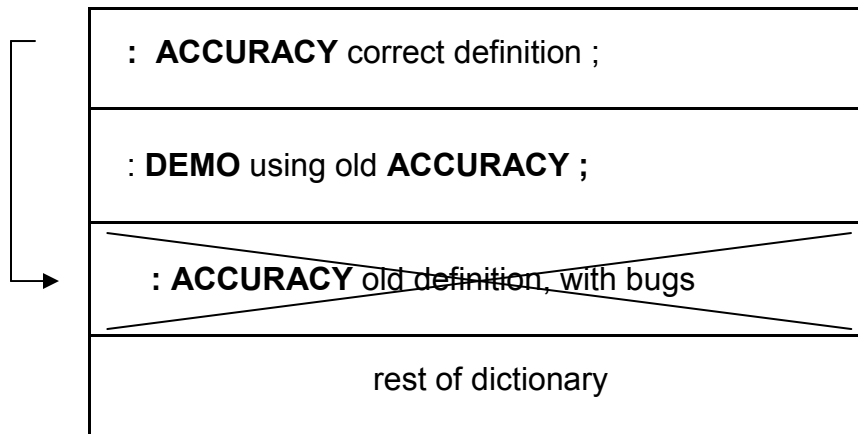 : ACCURACY correct definition ;
: DEMO using old ACCURACY ;
: ACCURACY old definition, with bugs
rest of dictionary